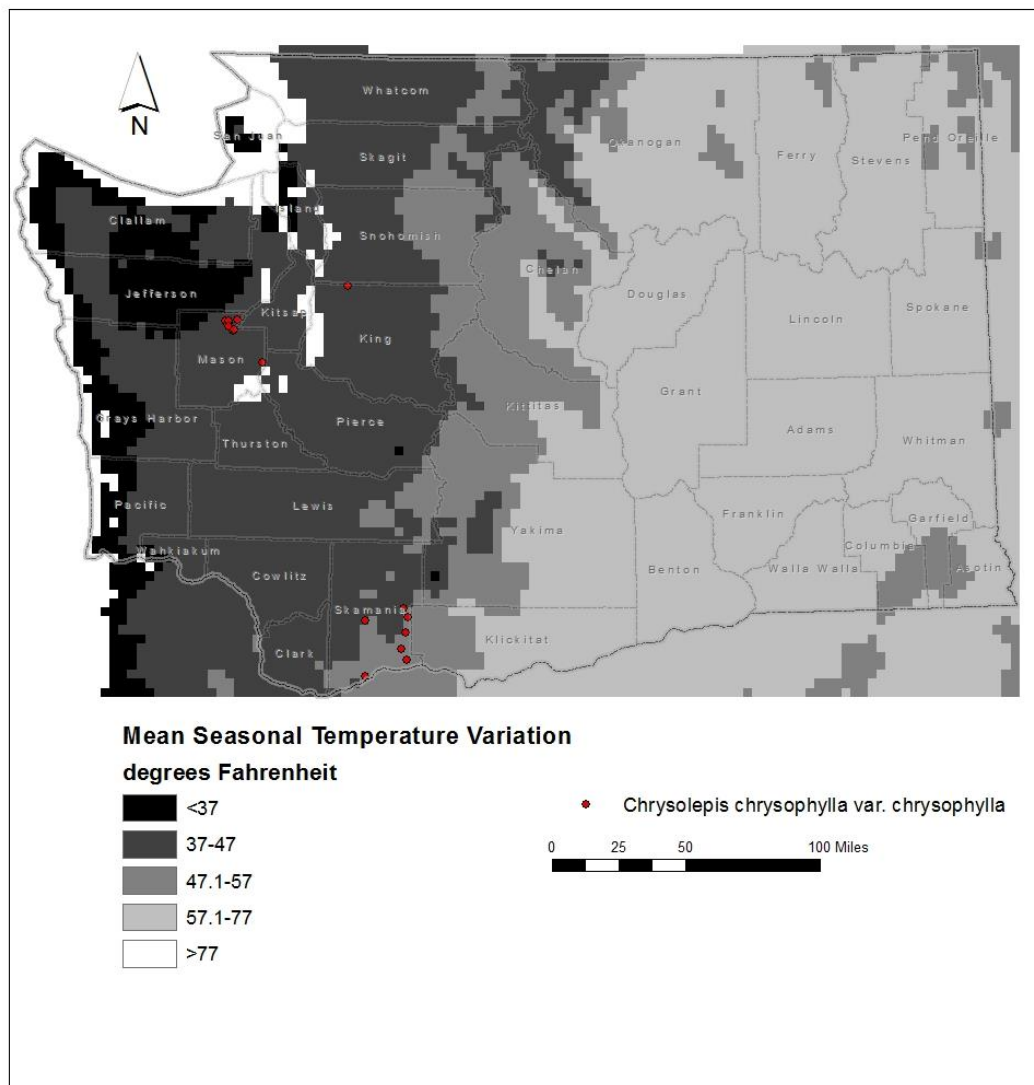 N
Whatcom
San Juan
Skagit
Okanogan
Ferry
Stevens
Pend Oreille
Island
Clallam
Snohomish
Chelan
Jefferson
Douglas
Spokane
Kitsap
Lincoln
King
Mason
Grant
Kittitas
Grays Harbor
Pierce
Adams
Thurston
Whitman
Pacific
Lewis
Yakima
Franklin
Garfield
Wahkiakum
Columbia
Cowlitz
Benton
Walla Walla
Asotin
Skamania
Klickitat
Clark
Mean Seasonal Temperature Variation
degrees Fahrenheit
<37
37-47
47.1-57
57.1-77
>77
Chrysolepis chrysophylla var. chrysophylla
0 25 50 100 Miles